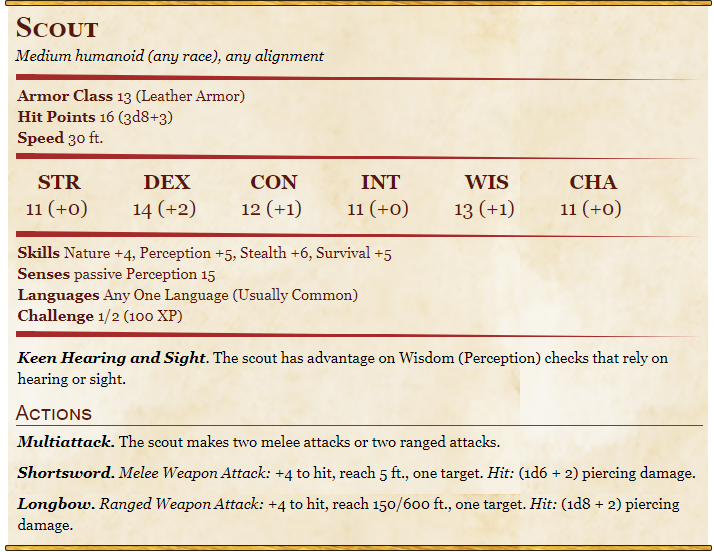 Scout
Medium humanoid (any race), any alignment
Armor Class 13 (Leather Armor)
Hit Points 16 (3d8+3)
Speed 30 ft.
STR DEX CON INT WIS CHA
11 (+0) 14 (+2) 12 (+1) 11 (+0) 13 (+1) 11 (+0)
Skills Nature +4, Perception +5, Stealth +6, Survival +5
Senses passive Perception 15
Languages Any One Language (Usually Common)
Challenge 1/2 (100 XP)
Keen Hearing and Sight. The scout has advantage on Wisdom (Perception) checks that rely on
hearing or sight.
Actions
Multiattack. The scout makes two melee attacks or two ranged attacks.
Shortsword. Melee Weapon Attack: +4 to hit, reach 5 ft., one target. Hit: (1d6 + 2) piercing damage.
Longbow. Ranged Weapon Attack: +4 to hit, reach 150/600 ft., one target. Hit: (1d8 + 2) piercing
damage.